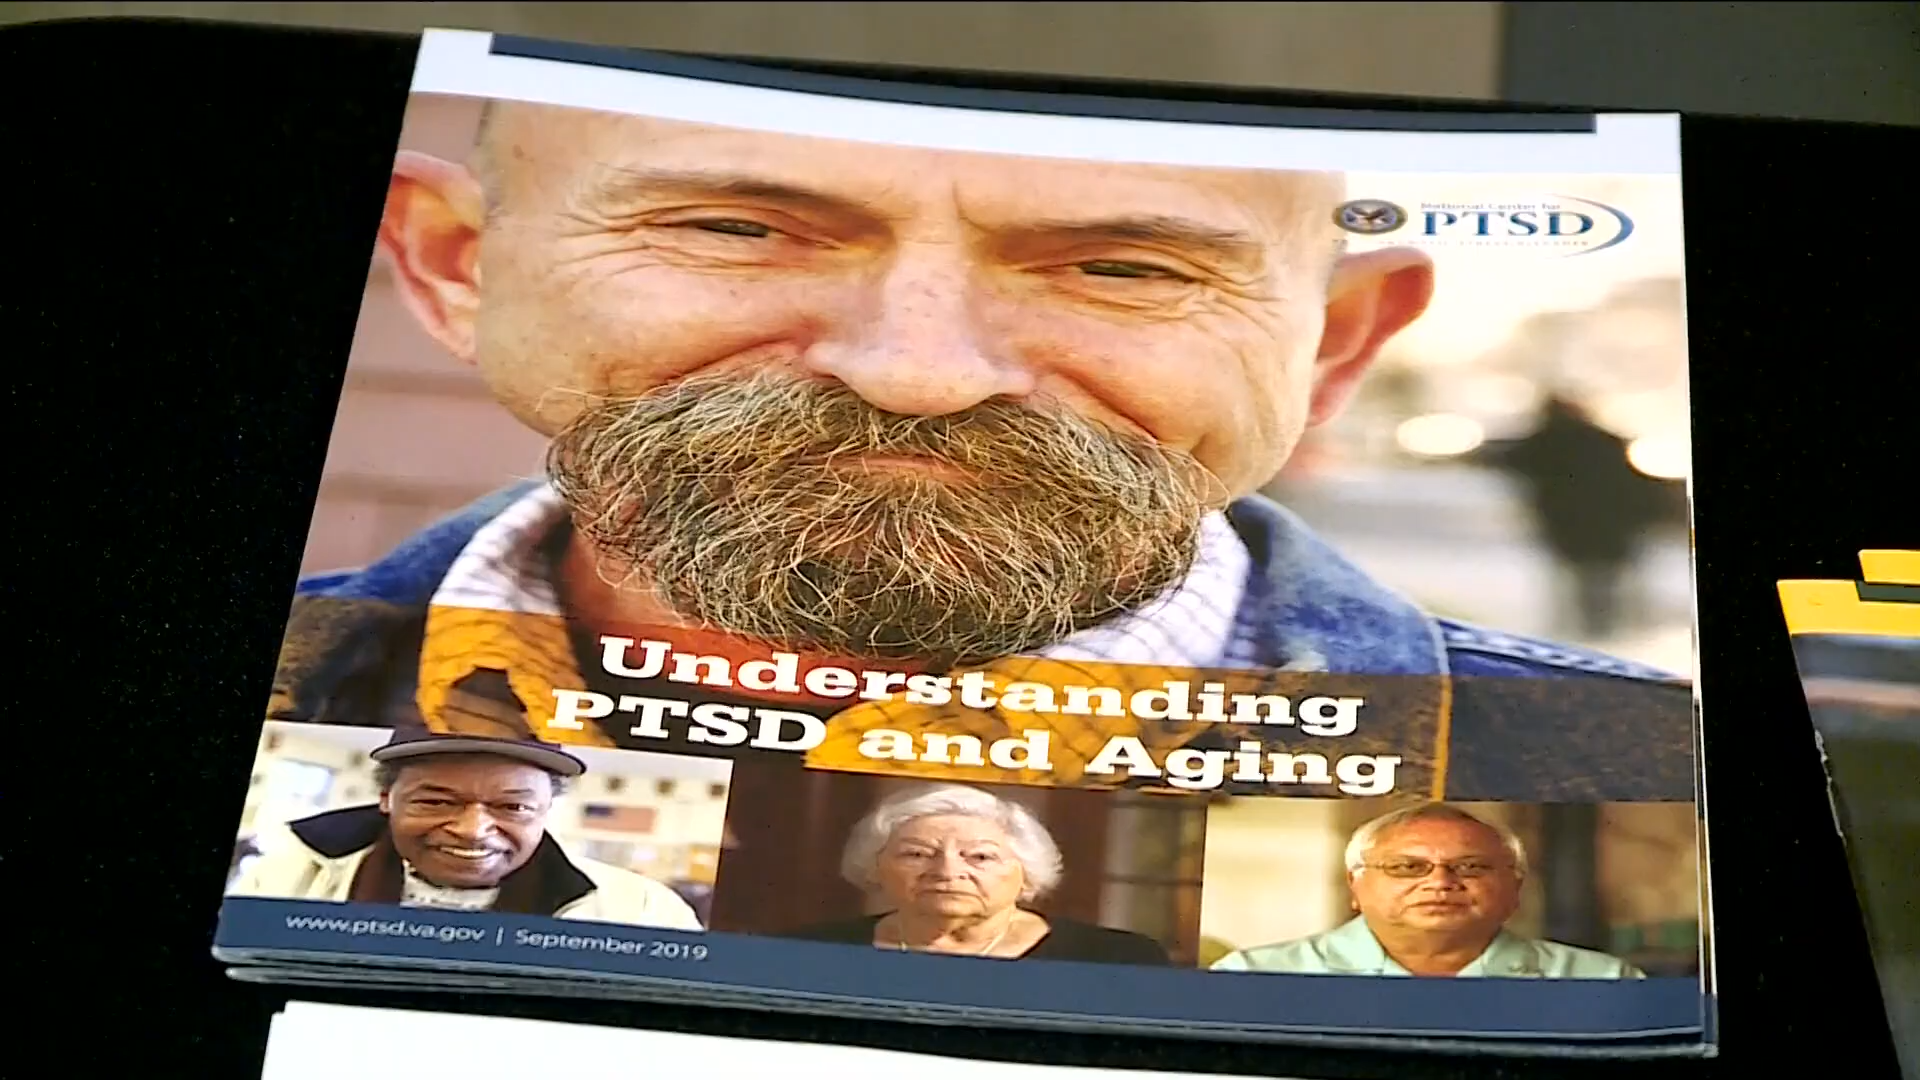 National Center for
PTSD
Understanding
PTSD and Aging
www.ptsd.va.gov | September 2019